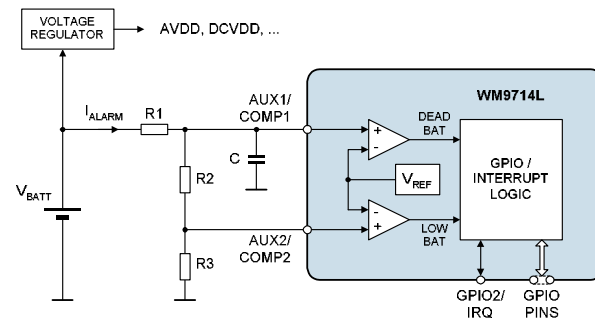 VOLTAGE
REGULATOR
AVDD, DCVDD, ...
WM9714L
I_ALARM
R1
AUX1/
COMP1
DEAD
BAT
GPIO /
INTERRUPT
LOGIC
C
V_REF
R2
V_BATT
AUX2/
COMP2
LOW
BAT
R3
GPIO2/
IRQ
GPIO
PINS
+
-
-
+